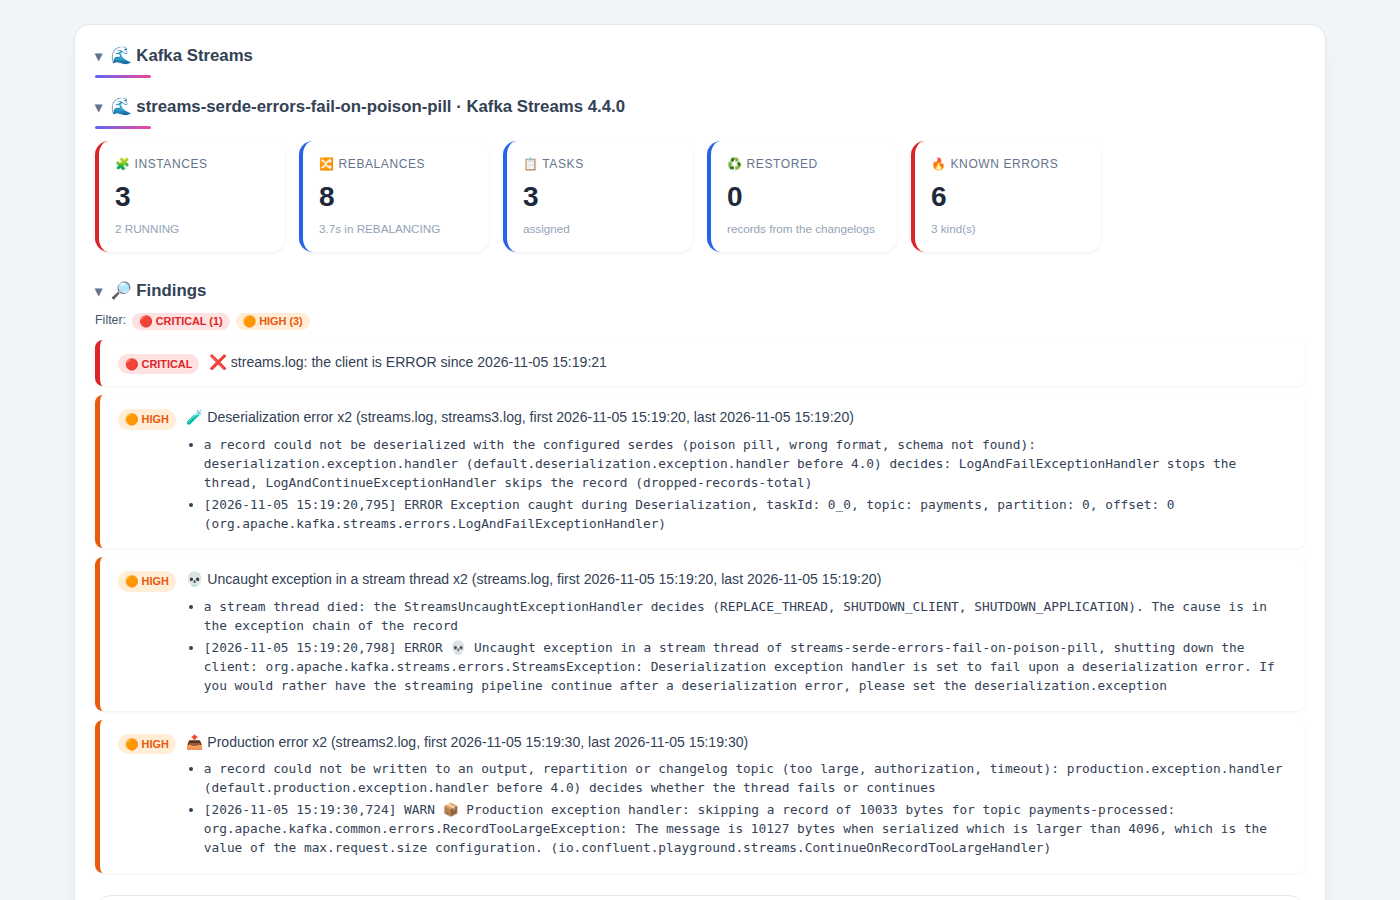 ▼ 🌊 Kafka Streams
▼ 🌊 streams-serde-errors-fail-on-poison-pill · Kafka Streams 4.4.0
🧩 INSTANCES
3
2 RUNNING
🔀 REBALANCES
8
3.7s in REBALANCING
📋 TASKS
3
assigned
♻️ RESTORED
0
records from the changelogs
🔥 KNOWN ERRORS
6
3 kind(s)
▼ 🔎 Findings
Filter: 🔴 CRITICAL (1) 🟠 HIGH (3)
🔴 CRITICAL ❌ streams.log: the client is ERROR since 2026-11-05 15:19:21
🟠 HIGH 🧪 Deserialization error x2 (streams.log, streams3.log, first 2026-11-05 15:19:20, last 2026-11-05 15:19:20)
• a record could not be deserialized with the configured serdes (poison pill, wrong format, schema not found):
deserialization.exception.handler (default.deserialization.exception.handler before 4.0) decides: LogAndFailExceptionHandler stops the
thread, LogAndContinueExceptionHandler skips the record (dropped-records-total)
• [2026-11-05 15:19:20,795] ERROR Exception caught during Deserialization, taskId: 0_0, topic: payments, partition: 0, offset: 0
(org.apache.kafka.streams.errors.LogAndFailExceptionHandler)
🟠 HIGH 💀 Uncaught exception in a stream thread x2 (streams.log, first 2026-11-05 15:19:20, last 2026-11-05 15:19:20)
• a stream thread died: the StreamsUncaughtExceptionHandler decides (REPLACE_THREAD, SHUTDOWN_CLIENT, SHUTDOWN_APPLICATION). The cause is in
the exception chain of the record
• [2026-11-05 15:19:20,798] ERROR 💀 Uncaught exception in a stream thread of streams-serde-errors-fail-on-poison-pill, shutting down the
client: org.apache.kafka.streams.errors.StreamsException: Deserialization exception handler is set to fail upon a deserialization error. If
you would rather have the streaming pipeline continue after a deserialization error, please set the deserialization.exception
🟠 HIGH 📤 Production error x2 (streams2.log, first 2026-11-05 15:19:30, last 2026-11-05 15:19:30)
• a record could not be written to an output, repartition or changelog topic (too large, authorization, timeout): production.exception.handler
(default.production.exception.handler before 4.0) decides whether the thread fails or continues
• [2026-11-05 15:19:30,724] WARN 📦 Production exception handler: skipping a record of 10033 bytes for topic payments-processed:
org.apache.kafka.common.errors.RecordTooLargeException: The message is 10127 bytes when serialized which is larger than 4096, which is the
value of the max.request.size configuration. (io.confluent.playground.streams.ContinueOnRecordTooLargeHandler)